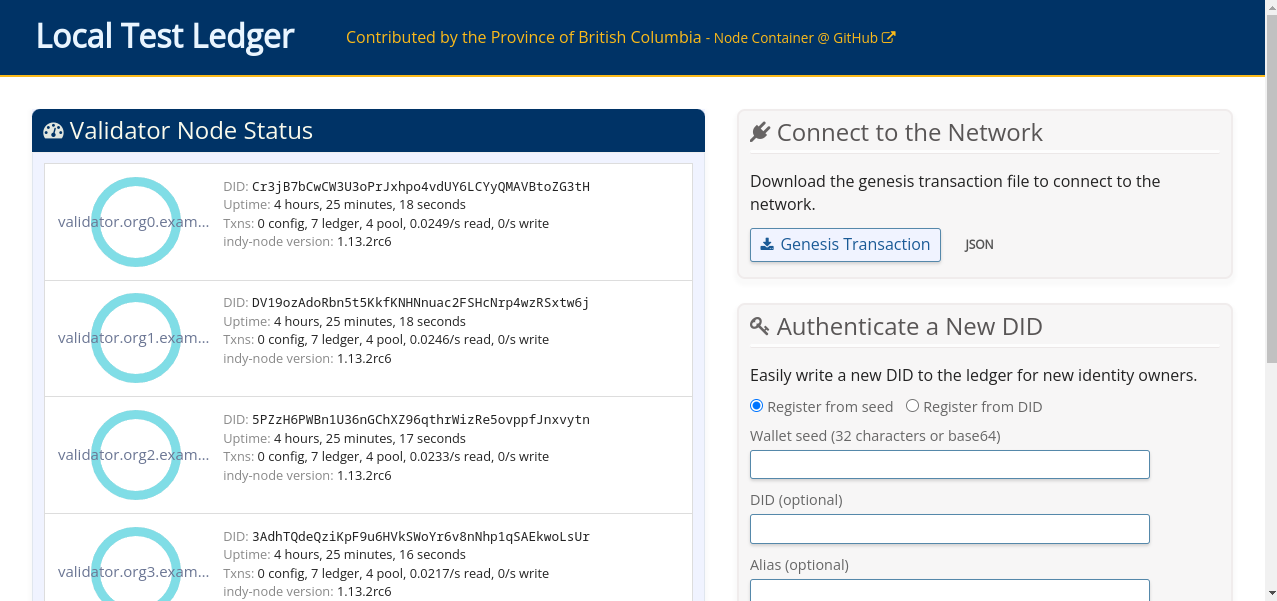 Local Test Ledger
Contributed by the Province of British Columbia - Node Container @ GitHub
Validator Node Status
validator.org0.exam...
DID: Cr3jB7bCwCW3U3oPrJxhpo4vdUY6LCYyQMAVBtoZG3tH
Uptime: 4 hours, 25 minutes, 18 seconds
Txns: 0 config, 7 ledger, 4 pool, 0.0249/s read, 0/s write
indy-node version: 1.13.2rc6
validator.org1.exam...
DID: DV19ozAdoRbn5t5KkfKNHNnuac2FSHcNrp4wzRSxtw6j
Uptime: 4 hours, 25 minutes, 18 seconds
Txns: 0 config, 7 ledger, 4 pool, 0.0246/s read, 0/s write
indy-node version: 1.13.2rc6
validator.org2.exam...
DID: 5PZzH6PWBn1U36nGChXZ96qthrWizRe5ovppfJnxvytn
Uptime: 4 hours, 25 minutes, 17 seconds
Txns: 0 config, 7 ledger, 4 pool, 0.0233/s read, 0/s write
indy-node version: 1.13.2rc6
validator.org3.exam...
DID: 3AdhTQdeQziKpF9u6HVkSWoYr6v8nNhp1qSAEkwoLsUr
Uptime: 4 hours, 25 minutes, 16 seconds
Txns: 0 config, 7 ledger, 4 pool, 0.0217/s read, 0/s write
indy-node version: 1.13.2rc6
Connect to the Network
Download the genesis transaction file to connect to the
network.
Genesis Transaction JSON
Authenticate a New DID
Easily write a new DID to the ledger for new identity owners.
Register from seed Register from DID
Wallet seed (32 characters or base64)
DID (optional)
Alias (optional)